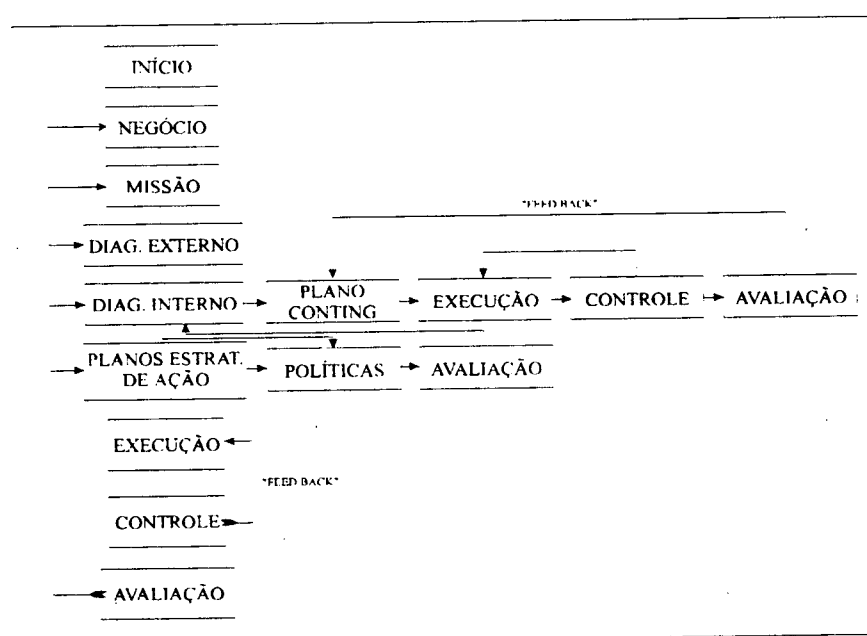 INÍCIO
NEGÓCIO
MISSÃO
"FEED BACK"
DIAG. EXTERNO
DIAG. INTERNO
PLANO
CONTING
EXECUÇÃO
CONTROLE
AVALIAÇÃO
PLANOS ESTRAT.
DE AÇÃO
POLÍTICAS
AVALIAÇÃO
EXECUÇÃO
"FEED BACK"
CONTROLE
AVALIAÇÃO